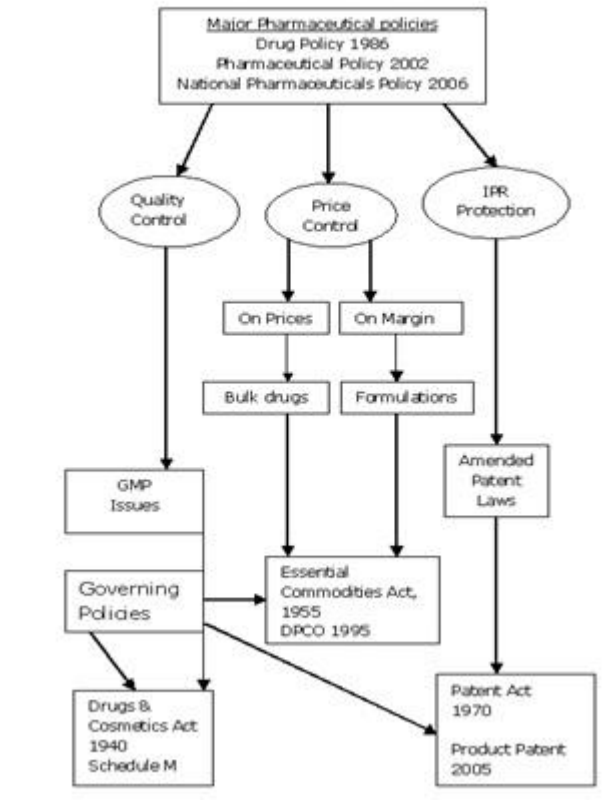 Major Pharmaceutical policies
Drug Policy 1986
Pharmaceutical Policy 2002
National Pharmaceuticals Policy 2006
Quality
Control
Price
Control
IPR
Protection
On Prices
On Margin
Bulk drugs
Formulations
Amended
Patent
Laws
GMP
Issues
Essential
Commodities Act,
1955
DPCO 1995
Governing
Policies
Drugs &
Cosmetics Act
1940
Schedule M
Patent Act
1970
Product Patent
2005